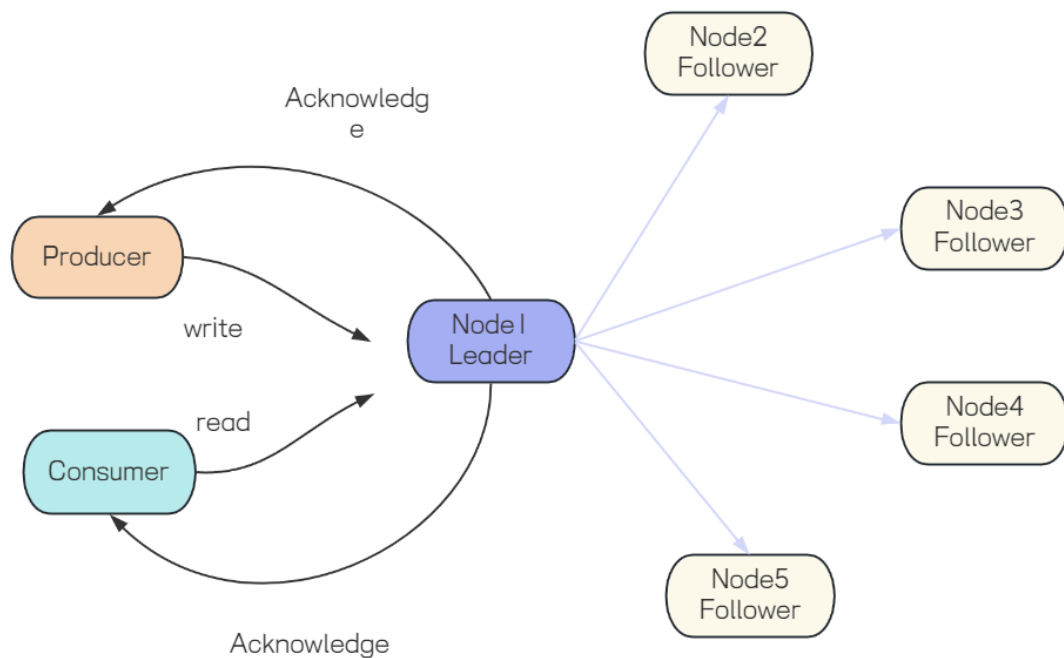 Node2
Follower
Acknowledg
e
Node3
Follower
Producer
write
Node1
Leader
read
Consumer
Node4
Follower
Node5
Follower
Acknowledge